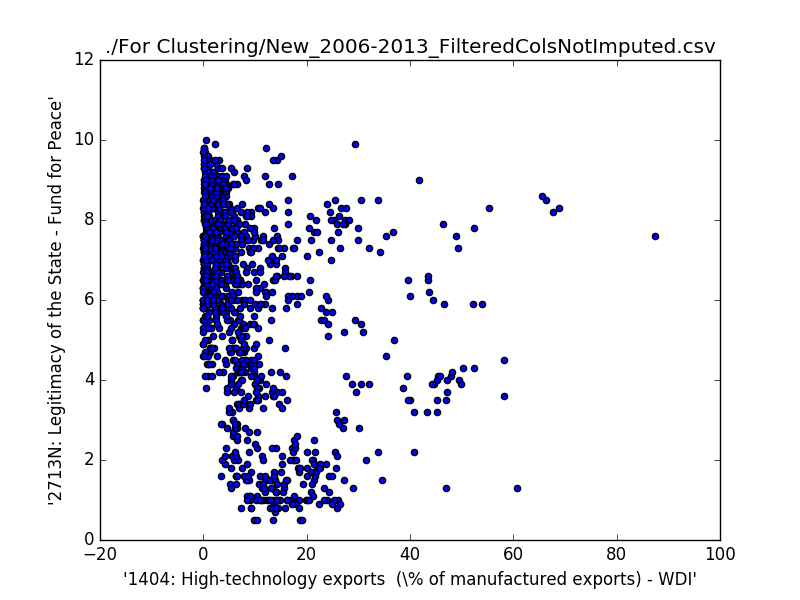 ./For Clustering/New_2006-2013_FilteredColsNotImputed.csv
12
10
8
6
4
2
0
'2713N: Legitimacy of the State - Fund for Peace'
−20 0 20 40 60 80 100
'1404: High-technology exports  (\% of manufactured exports) - WDI'